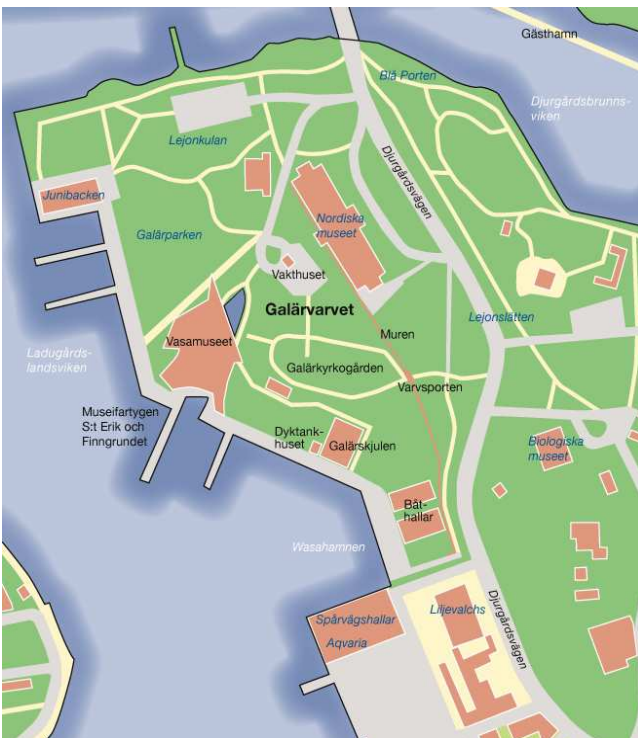 Gästhamn
Blå Porten
Djurgårdsbrunns-
viken
Lejonkulan
Djurgårdsvägen
Junibacken
Nordiska
museet
Galärparken
Vakthuset
Galärvarvet
Lejonslätten
Muren
Vasamuseet
Ladugårds-
landsviken
Galärkyrkogården
Varvsporten
Museifartygen
S:t Erik och
Finngrundet
Dyktank-
huset
Galärskjulen
Biologiska
museet
Båt-
hallar
Wasahamnen
Spårvägshallar
Liljevalchs
Djurgårdsvägen
Aqvaria